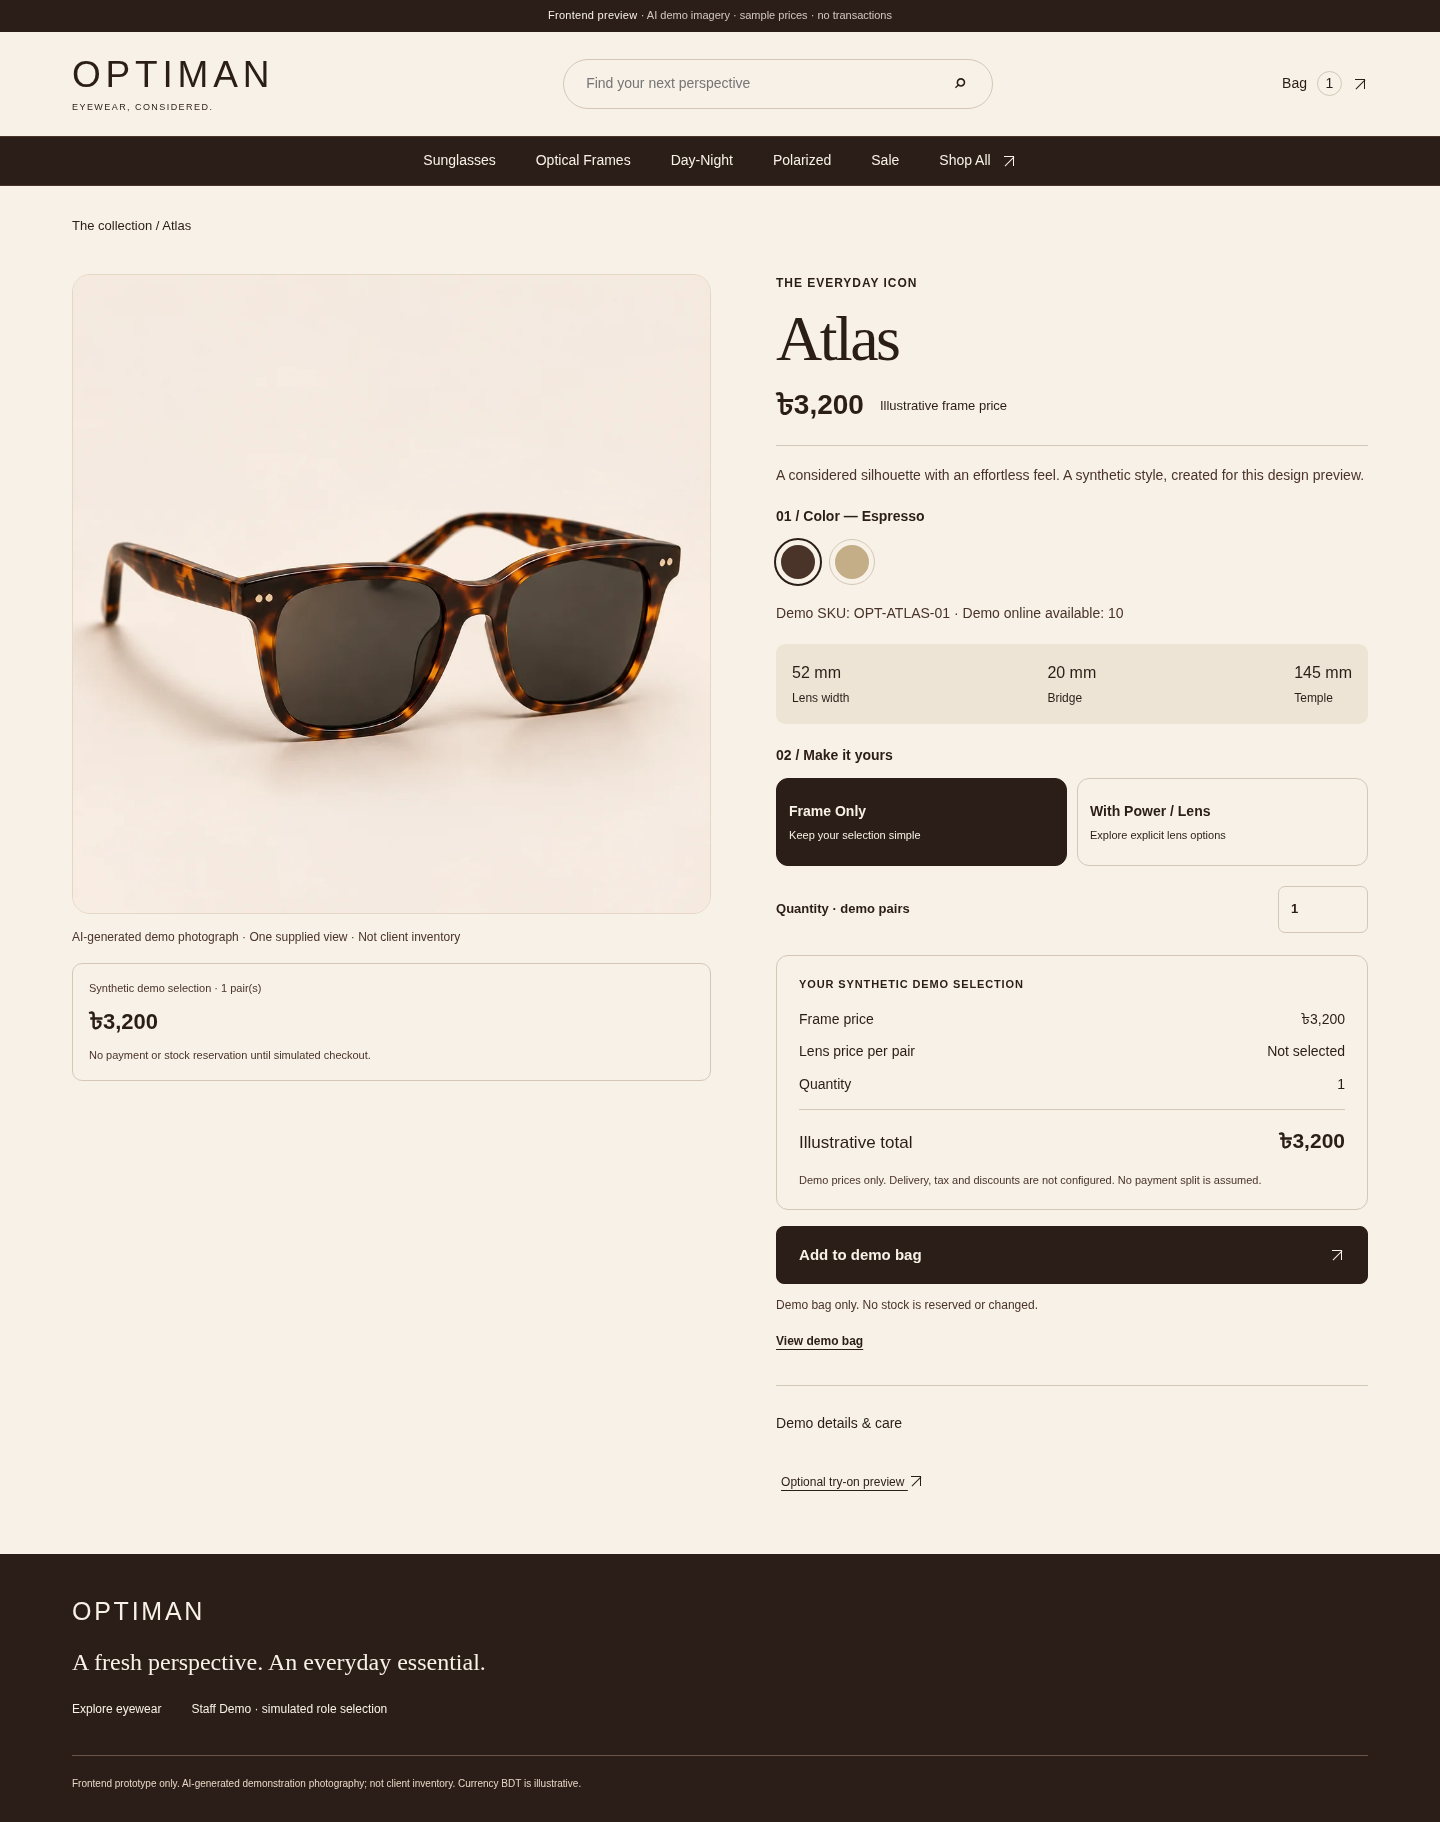 Frontend preview · AI demo imagery · sample prices · no transactions
OPTIMAN
EYEWEAR, CONSIDERED.
Find your next perspective
Bag 1
Sunglasses Optical Frames Day-Night Polarized Sale Shop All
The collection / Atlas
THE EVERYDAY ICON
Atlas
৳3,200 Illustrative frame price
A considered silhouette with an effortless feel. A synthetic style, created for this design preview.
01 / Color — Espresso
Demo SKU: OPT-ATLAS-01 · Demo online available: 10
52 mm 20 mm 145 mm
Lens width Bridge Temple
02 / Make it yours
Frame Only With Power / Lens
Keep your selection simple Explore explicit lens options
Quantity · demo pairs 1
AI-generated demo photograph · One supplied view · Not client inventory
Synthetic demo selection · 1 pair(s)
৳3,200
No payment or stock reservation until simulated checkout.
YOUR SYNTHETIC DEMO SELECTION
Frame price ৳3,200
Lens price per pair Not selected
Quantity 1
Illustrative total ৳3,200
Demo prices only. Delivery, tax and discounts are not configured. No payment split is assumed.
Add to demo bag
Demo bag only. No stock is reserved or changed.
View demo bag
Demo details & care
Optional try-on preview
OPTIMAN
A fresh perspective. An everyday essential.
Explore eyewear Staff Demo · simulated role selection
Frontend prototype only. AI-generated demonstration photography; not client inventory. Currency BDT is illustrative.